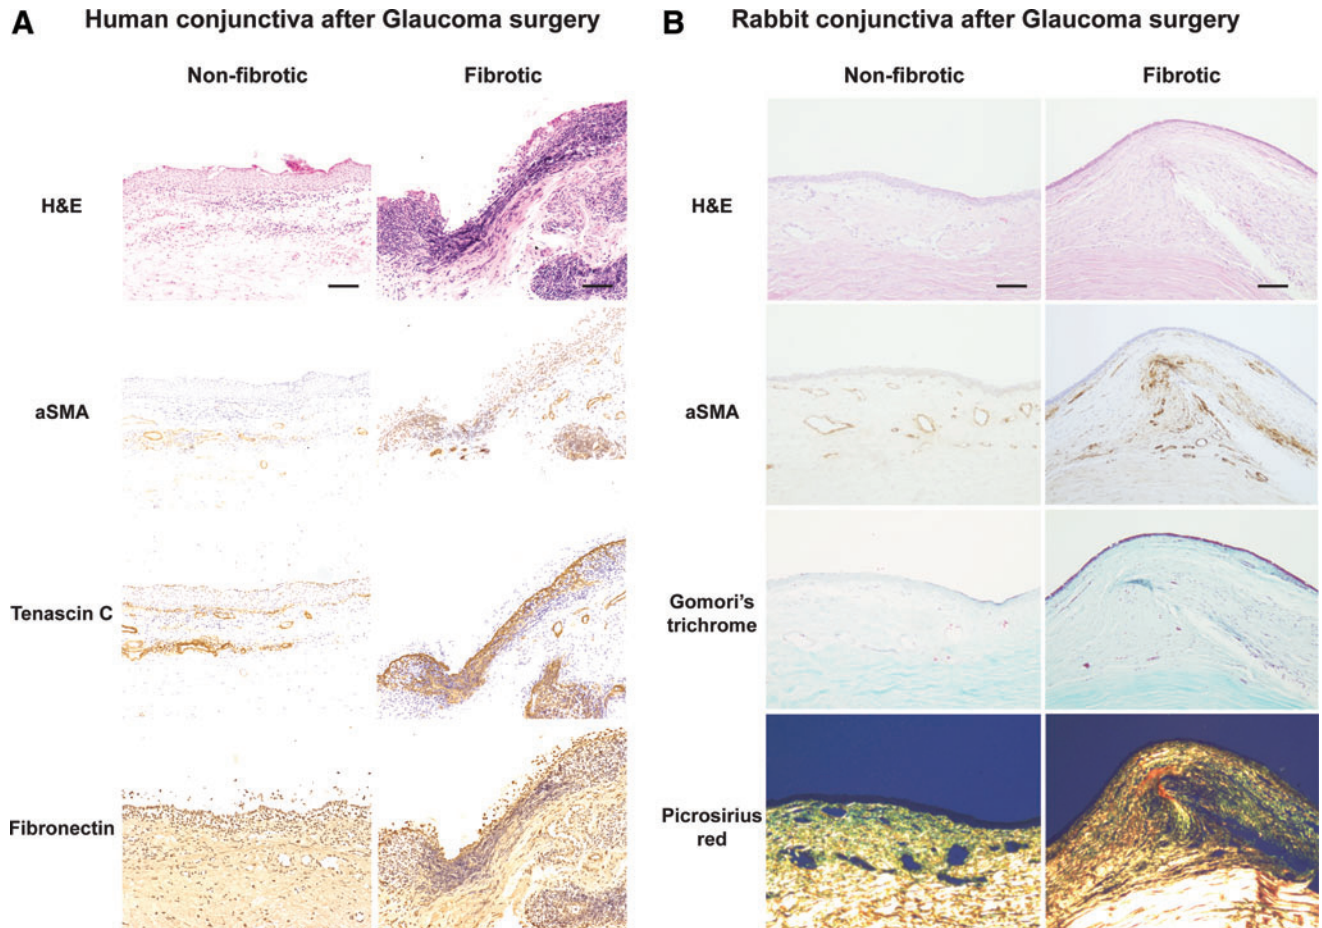 A Human conjunctiva after Glaucoma surgery
Non-fibrotic Fibrotic
H&E
aSMA
Tenascin C
Fibronectin
B Rabbit conjunctiva after Glaucoma surgery
Non-fibrotic Fibrotic
H&E
aSMA
Gomori's
trichrome
Picrosirius
red